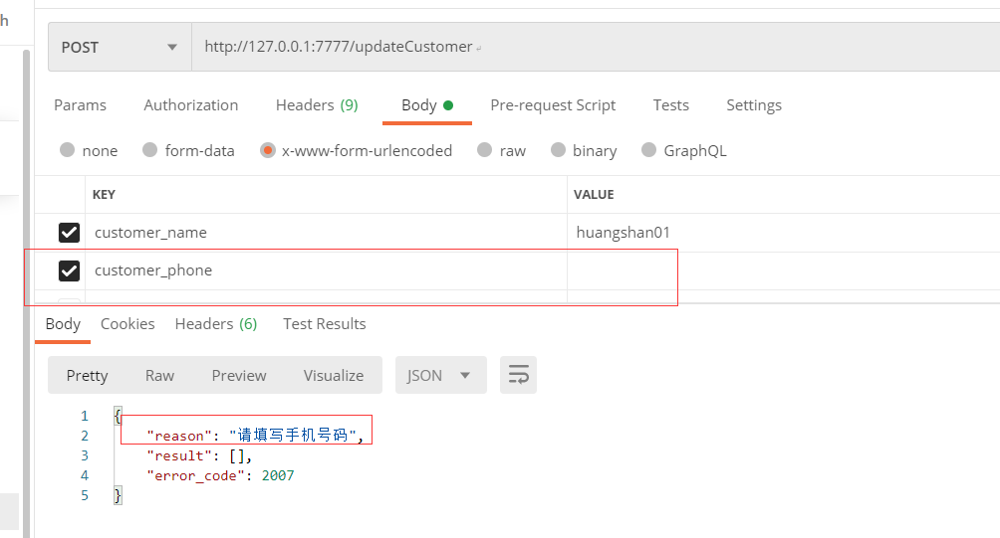 h
POST
http://127.0.0.1:7777/updateCustomer
Params Authorization Headers (9) Body Pre-request Script Tests Settings
none form-data x-www-form-urlencoded raw binary GraphQL
KEY VALUE
customer_name huangshan01
customer_phone
Body Cookies Headers (6) Test Results
Pretty Raw Preview Visualize JSON
1 {
2 "reason": "请填写手机号码",
3 "result": [],
4 "error_code": 2007
5 }